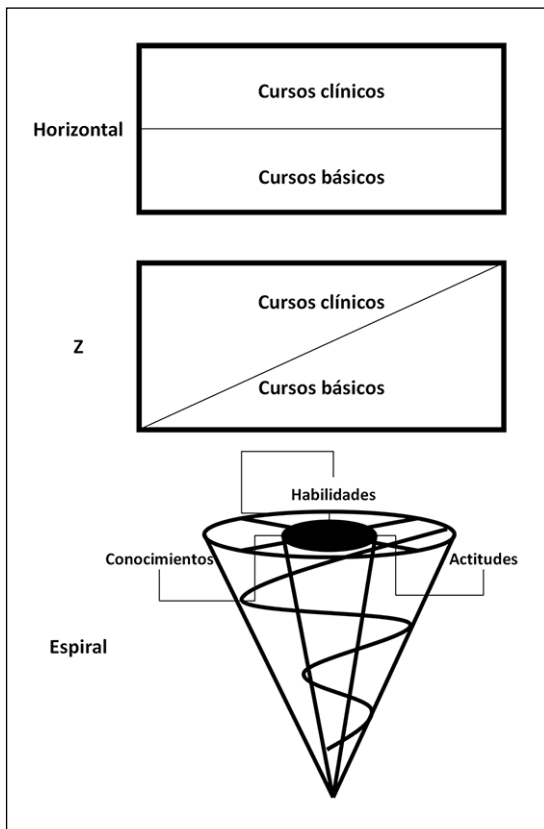 Cursos clínicos
Horizontal
Cursos básicos
Cursos clínicos
Z
Cursos básicos
Habilidades
Conocimientos
Actitudes
Espiral